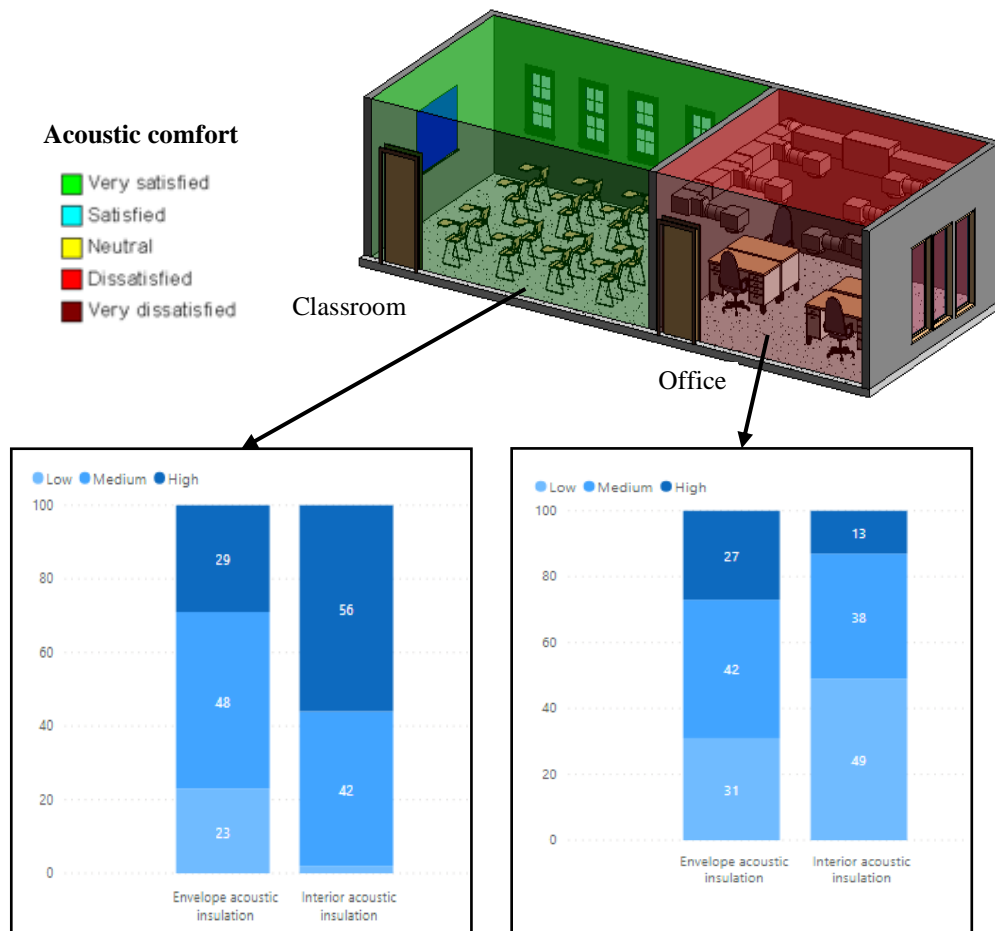 Acoustic comfort
Very satisfied
Satisfied
Neutral
Dissatisfied
Very dissatisfied
Classroom
Office
Low Medium High
100
80
60
40
20
0
29
48
23
56
42
Envelope acoustic
insulation
Interior acoustic
insulation
Low Medium High
100
80
60
40
20
0
27
42
31
13
38
49
Envelope acoustic
insulation
Interior acoustic
insulation